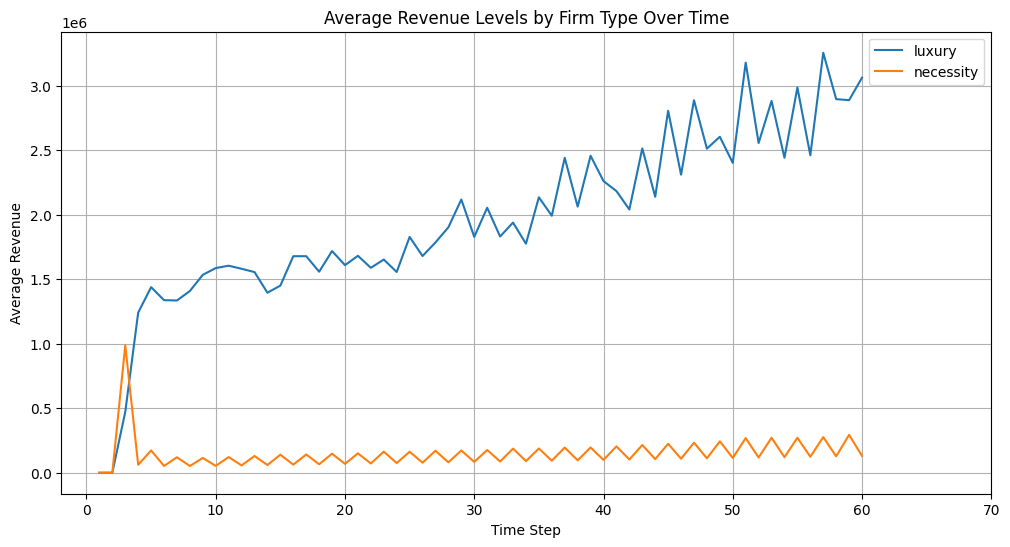 Average Revenue Levels by Firm Type Over Time
1e6
luxury
necessity
3.0
2.5
2.0
1.5
1.0
0.5
0.0
Average Revenue
0 10 20 30 40 50 60 70
Time Step